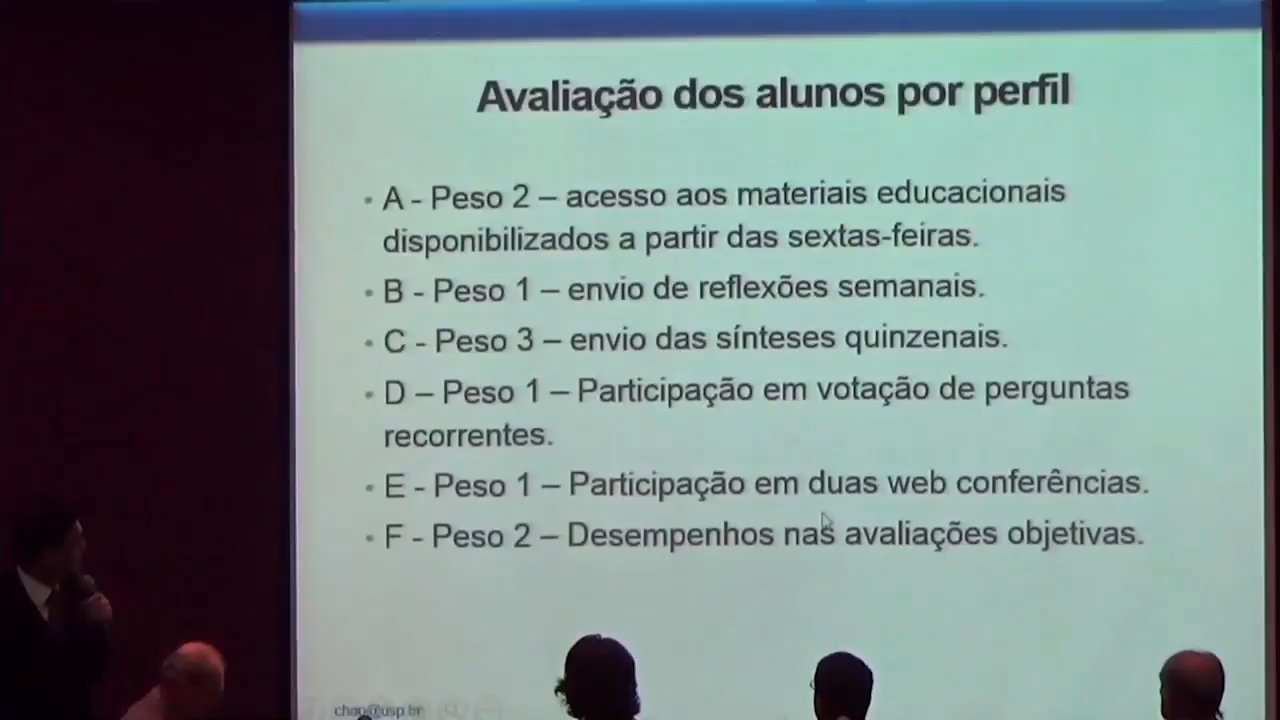 Avaliação dos alunos por perfil
• A - Peso 2 – acesso aos materiais educacionais
disponibilizados a partir das sextas-feiras.
• B - Peso 1 – envio de reflexões semanais.
• C - Peso 3 – envio das sínteses quinzenais.
• D – Peso 1 – Participação em votação de perguntas
recorrentes.
• E - Peso 1 – Participação em duas web conferências.
• F - Peso 2 – Desempenhos nas avaliações objetivas.